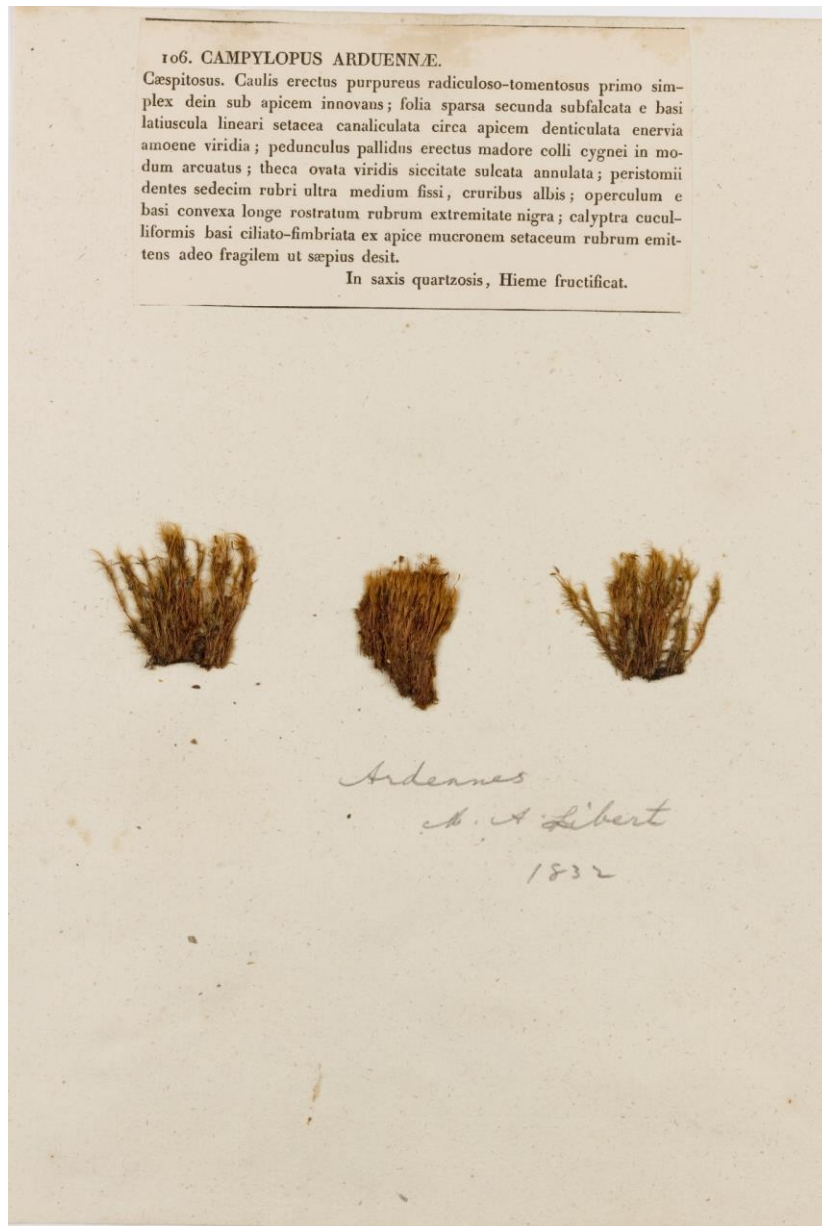 106. CAMPYLOPUS ARDUENNÆ.
Cæspitosus. Caulis erectus purpureus radiculoso-tomentosus primo sim-
plex dein sub apicem innovans ; folia sparsa secunda subfalcata e basi
latiuscula lineari setacea canaliculata circa apicem denticulata enervia
amoene viridia ; pedunculus pallidus erectus madore colli cygnei in mo-
dum arcuatus ; theca ovata viridis siccitate sulcata annulata ; peristomii
dentes sedecim rubri ultra medium fissi, cruribus albis ; operculum e
basi convexa longe rostratum rubrum extremitate nigra ; calyptra cucul-
liformis basi ciliato-fimbriata ex apice mucronem setaceum rubrum emit-
tens adeo fragilem ut sæpius desit.
In saxis quartzosis, Hieme fructificat.
Ardennes
M. A. Libert
1832